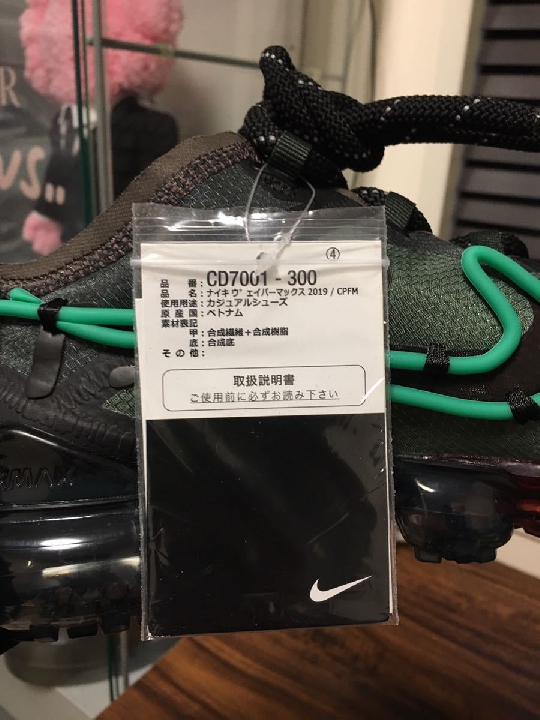 ④
品 番：CD7001 - 300
品 名：ナイキ ヴェイパーマックス 2019 / CPFM
使用用途：カジュアルシューズ
原 産 国：ベトナム
素材表記
甲：合成繊維＋合成樹脂
底：合成底
そ の 他：
取扱説明書
ご使用前に必ずお読み下さい
R
VS..
RMAX